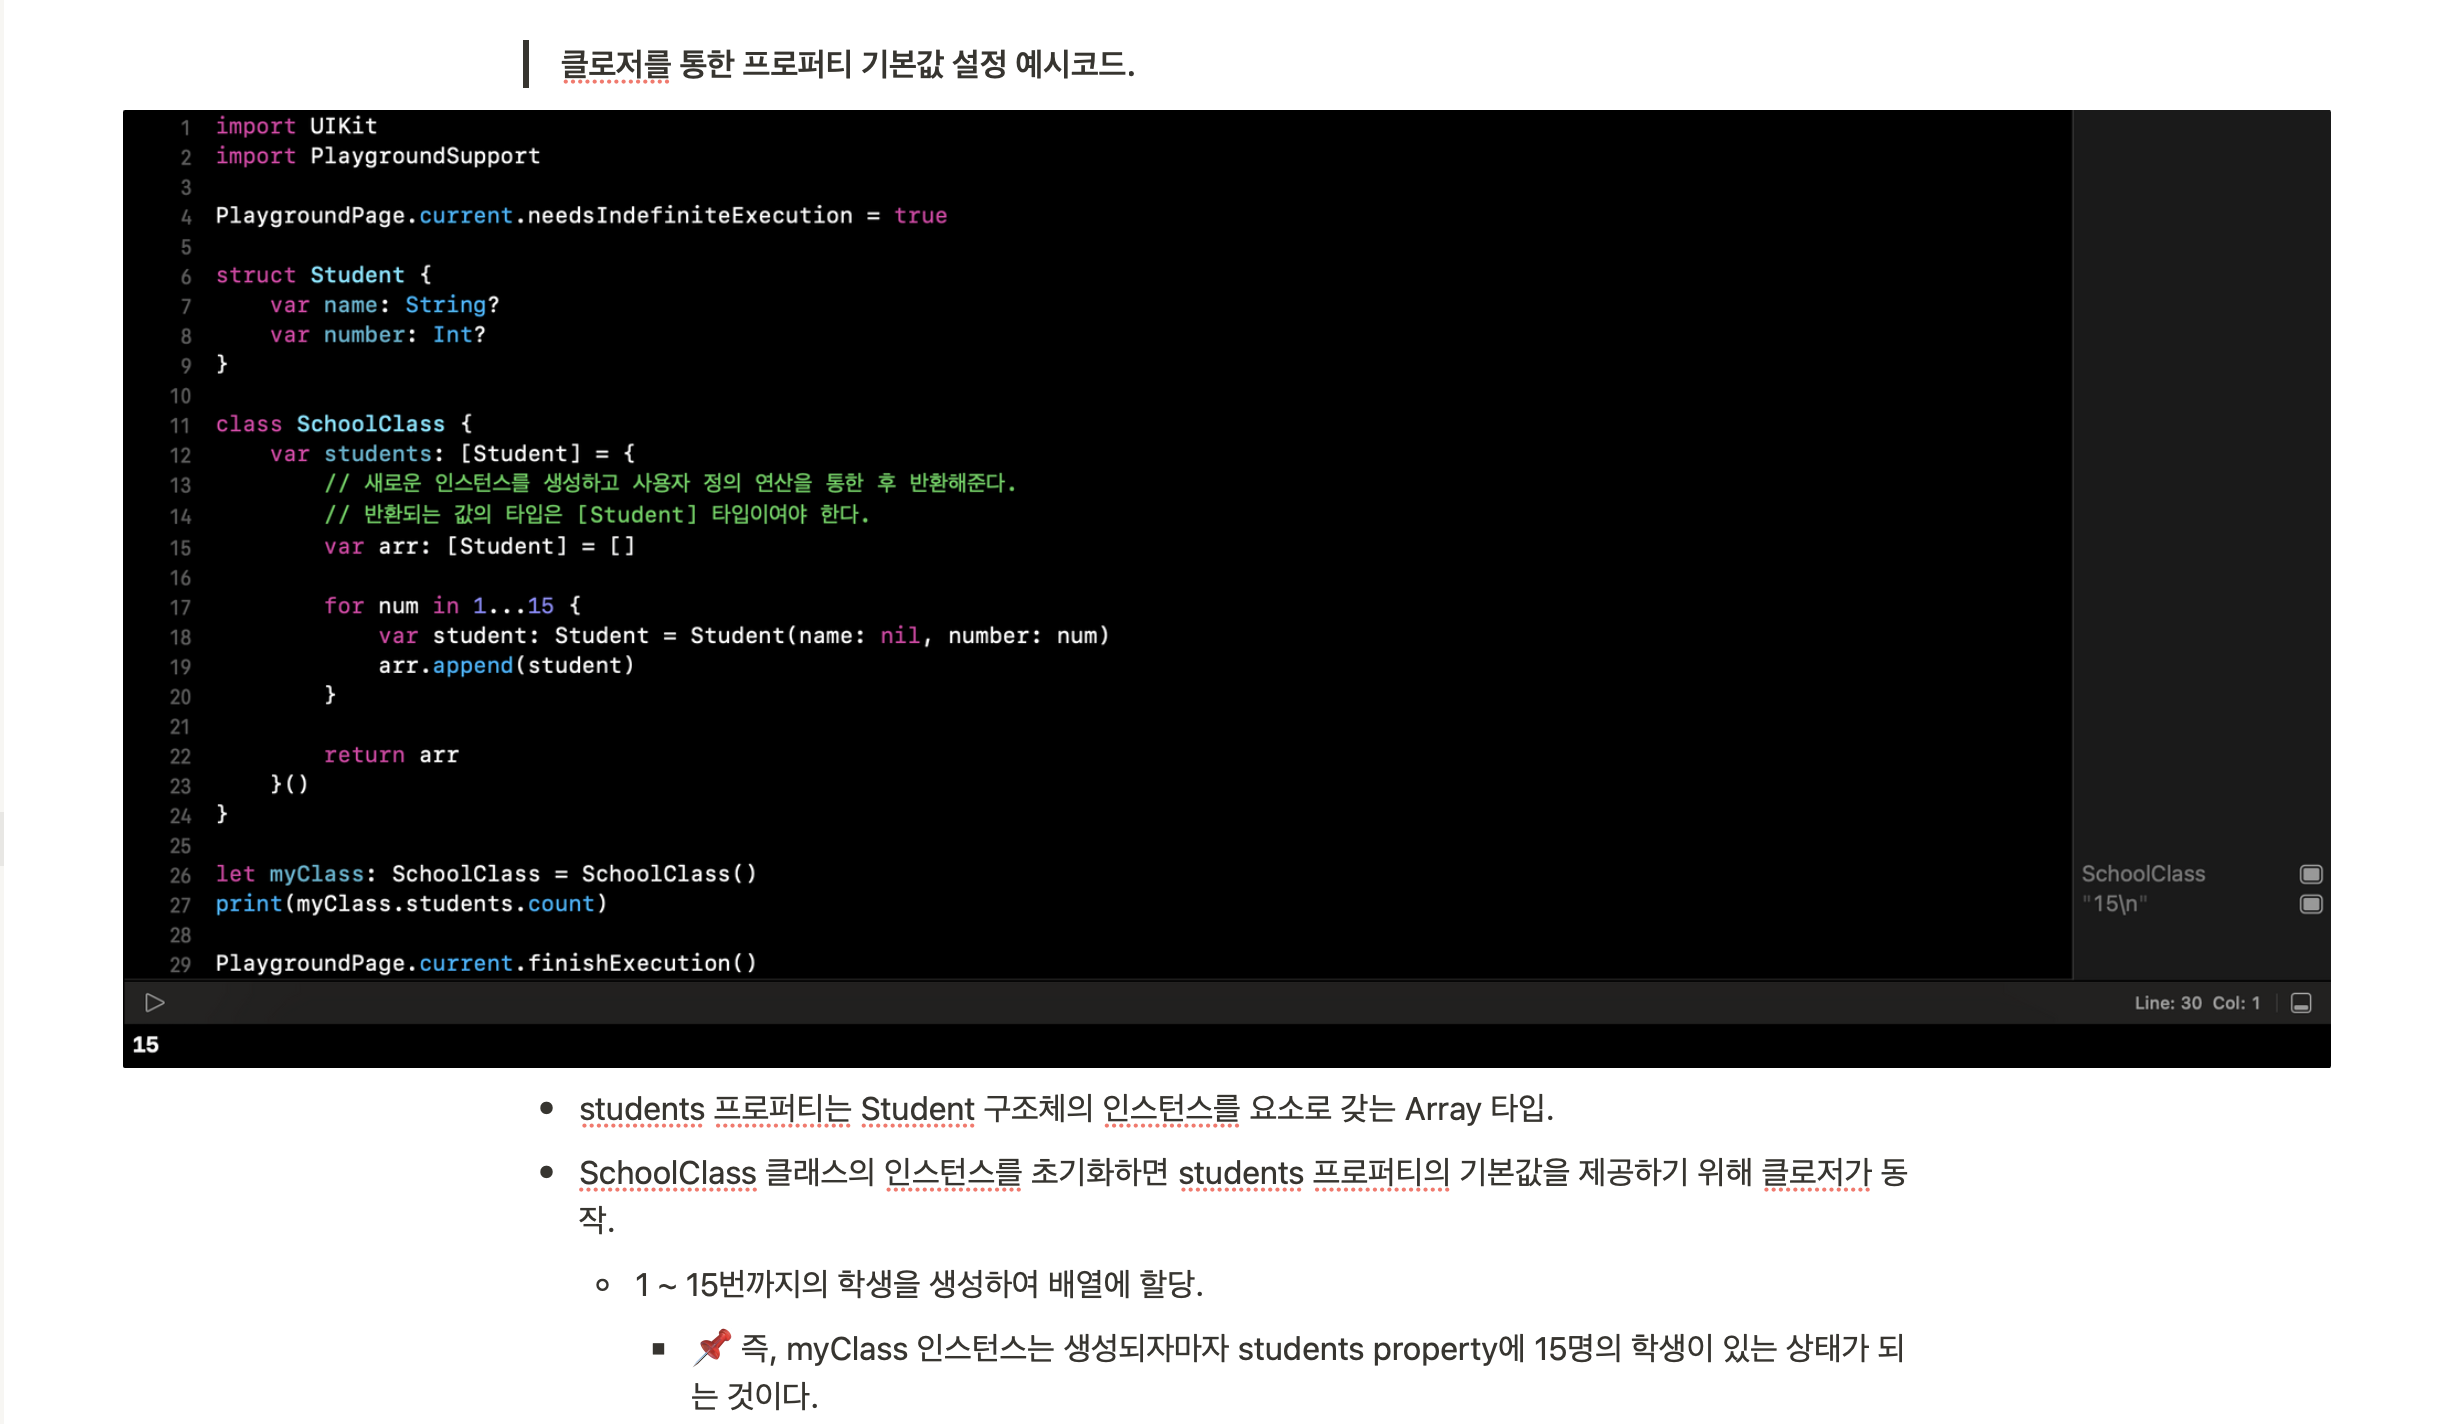 클로저를 통한 프로퍼티 기본값 설정 예시코드.
1 import UIKit
2 import PlaygroundSupport
3
4 PlaygroundPage.current.needsIndefiniteExecution = true
5
6 struct Student {
7     var name: String?
8     var number: Int?
9 }
10
11 class SchoolClass {
12     var students: [Student] = {
13         // 새로운 인스턴스를 생성하고 사용자 정의 연산을 통한 후 반환해준다.
14         // 반환되는 값의 타입은 [Student] 타입이여야 한다.
15         var arr: [Student] = []
16
17         for num in 1...15 {
18             var student: Student = Student(name: nil, number: num)
19             arr.append(student)
20         }
21
22         return arr
23     }()
24 }
25
26 let myClass: SchoolClass = SchoolClass() SchoolClass
27 print(myClass.students.count) "15\n"
28
29 PlaygroundPage.current.finishExecution()
Line: 30 Col: 1
15
• students 프로퍼티는 Student 구조체의 인스턴스를 요소로 갖는 Array 타입.
• SchoolClass 클래스의 인스턴스를 초기화하면 students 프로퍼티의 기본값을 제공하기 위해 클로저가 동
작.
◦ 1 ~ 15번까지의 학생을 생성하여 배열에 할당.
▪ 📌 즉, myClass 인스턴스는 생성되자마자 students property에 15명의 학생이 있는 상태가 되
는 것이다.